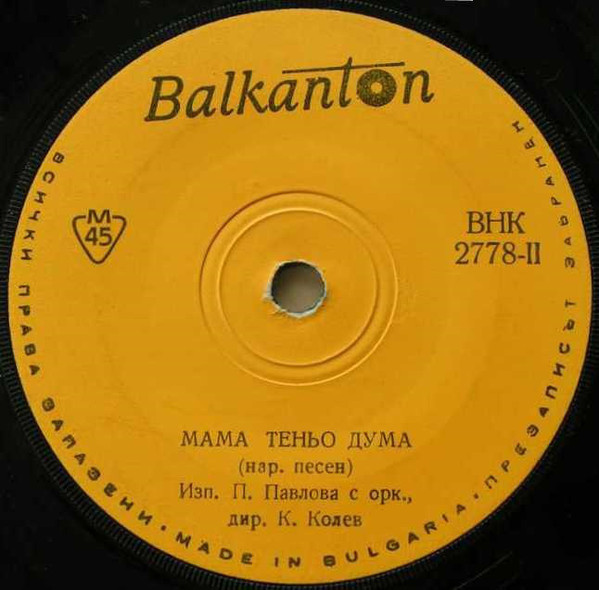 Balkanton
M
45
ВНК
2778-II
МАМА ТЕНЬО ДУМА
(нар. песен)
Изп. П. Павлова с орк.,
дир. К. Колев
ВСИЧКИ ПРАВА ЗАПАЗЕНИ · MADE IN BULGARIA · ПРЕЗАПИСЪТ ЗАБРАНЕН